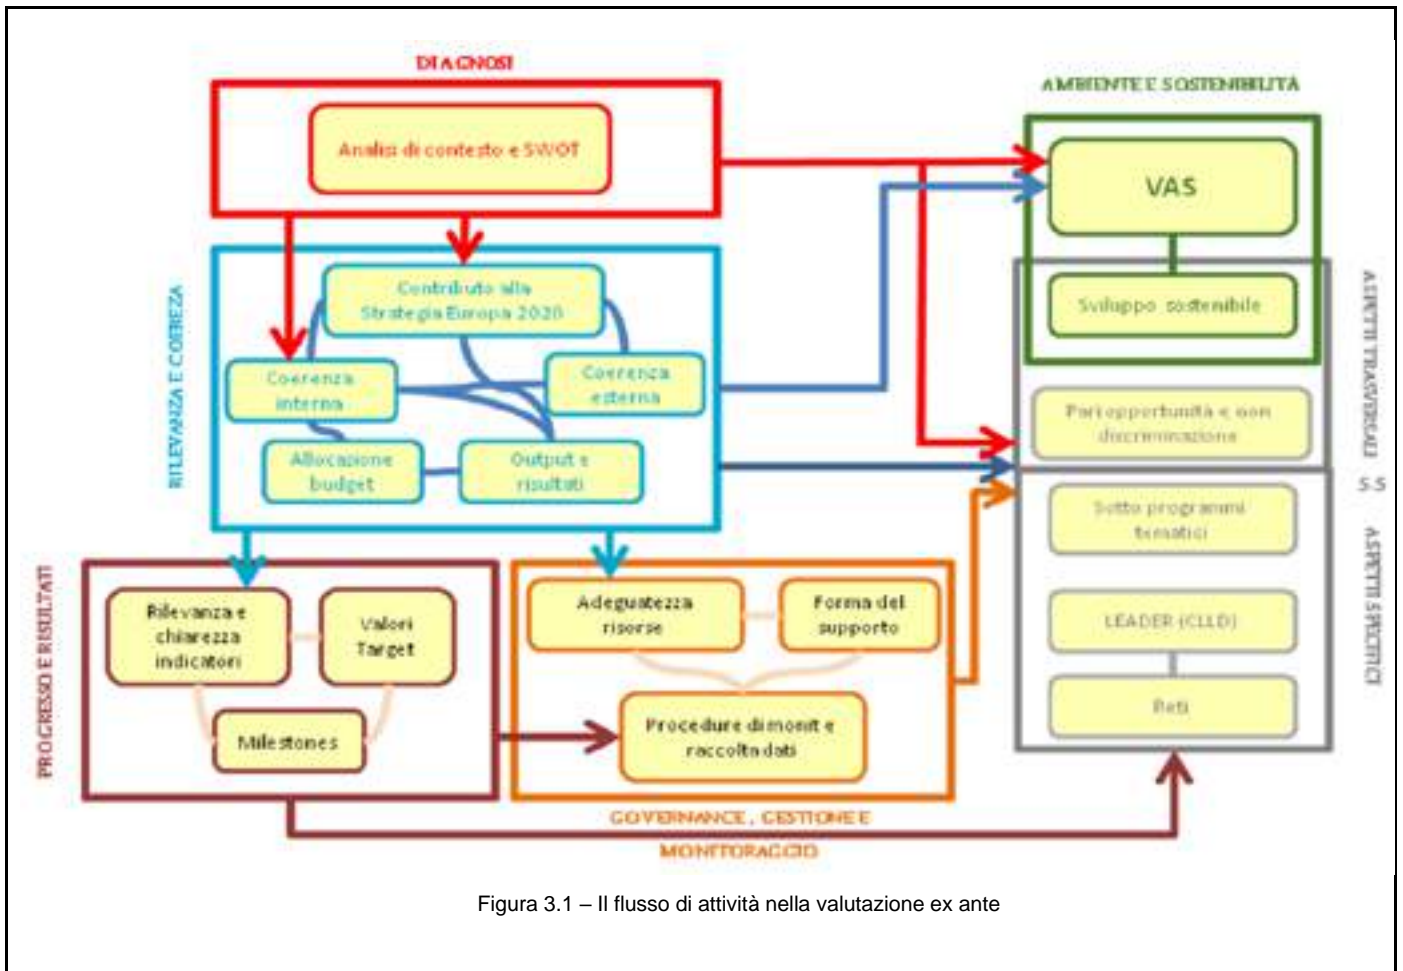 DIAGNOSI
Analisi di contesto e SWOT
AMBIENTE E SOSTENIBILITÀ
VAS
Sviluppo sostenibile
RILEVANZA E COEREZA
Contributo alla
Strategia Europa 2020
Coerenza
interna
Coerenza
esterna
Allocazione
budget
Output e
risultati
ASPETTI TRASVERSALI
Pari opportunità e non
discriminazione
S S
Sotto programmi
tematici
LEADER (CLLD)
Reti
ASPETTI SPECIFICI
PROGRESSO E RISULTATI
Rilevanza e
chiarezza
indicatori
Valori
Target
Milestones
Adeguatezza
risorse
Forma del
supporto
Procedure di monit e
raccolta dati
GOVERNANCE, GESTIONE E
MONITORAGGIO
Figura 3.1 – Il flusso di attività nella valutazione ex ante